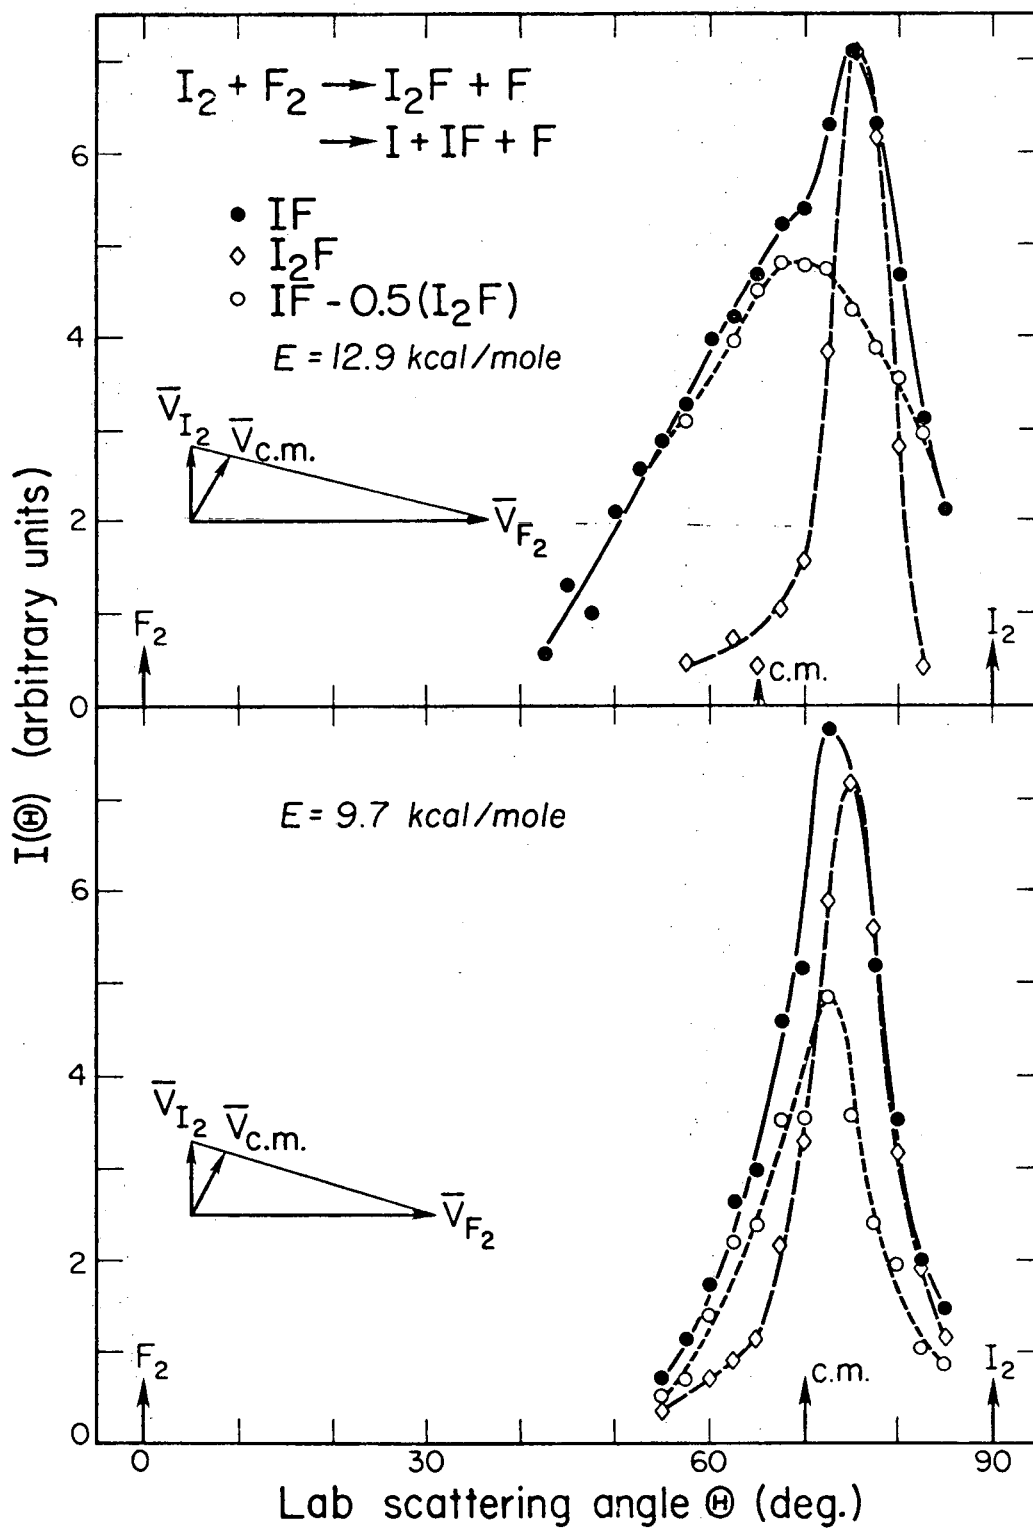 I₂ + F₂ → I₂F + F
→ I + IF + F
● IF
◇ I₂F
○ IF - 0.5(I₂F)
E = 12.9 kcal/mole
V̅I₂
V̅c.m.
V̅F₂
F₂
c.m.
I₂
6
4
2
0
I(Θ) (arbitrary units)
E = 9.7 kcal/mole
V̅I₂
V̅c.m.
V̅F₂
F₂
c.m.
I₂
6
4
2
0
0 30 60 90
Lab scattering angle Θ (deg.)